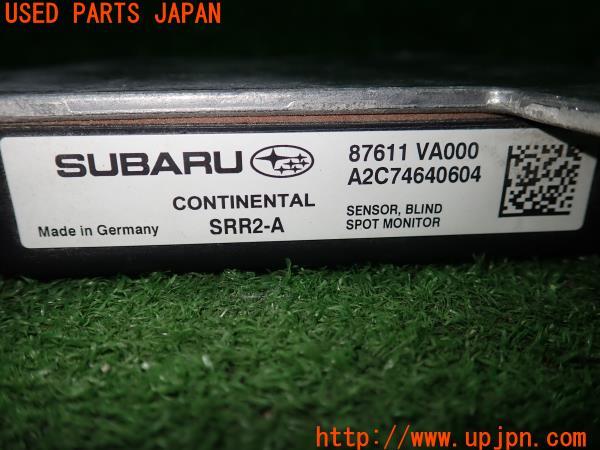 USED PARTS JAPAN
SUBARU
87611 VA000
A2C74640604
CONTINENTAL
SRR2-A
SENSOR, BLIND
SPOT MONITOR
Made in Germany
UPJ
http://www.upjpn.com